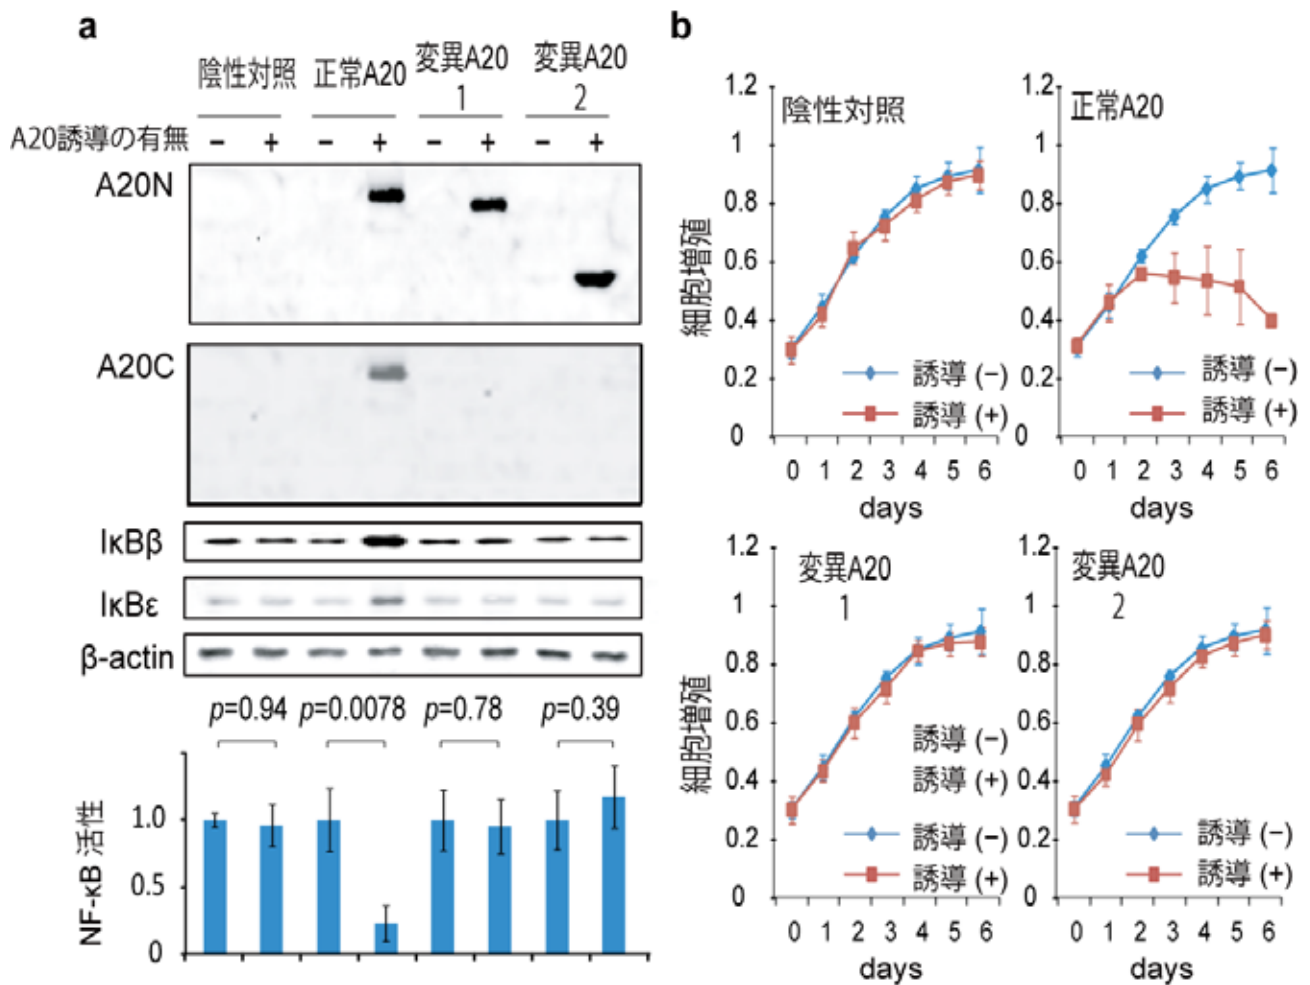 a
陰性対照 正常A20 変異A20 1 変異A20 2
A20誘導の有無 − + − + − + − +
A20N
A20C
IκBβ
IκBε
β-actin
p=0.94 p=0.0078 p=0.78 p=0.39
NF-κB 活性
1.0
0.5
0
b
陰性対照
細胞増殖
1.2
1
0.8
0.6
0.4
0.2
0
誘導 (−)
誘導 (+)
0 1 2 3 4 5 6
days
正常A20
1.2
1
0.8
0.6
0.4
0.2
0
誘導 (−)
誘導 (+)
0 1 2 3 4 5 6
days
変異A20
1
細胞増殖
1.2
1
0.8
0.6
0.4
0.2
0
誘導 (−)
誘導 (+)
誘導 (−)
誘導 (+)
0 1 2 3 4 5 6
days
変異A20
2
1.2
1
0.8
0.6
0.4
0.2
0
誘導 (−)
誘導 (+)
0 1 2 3 4 5 6
days